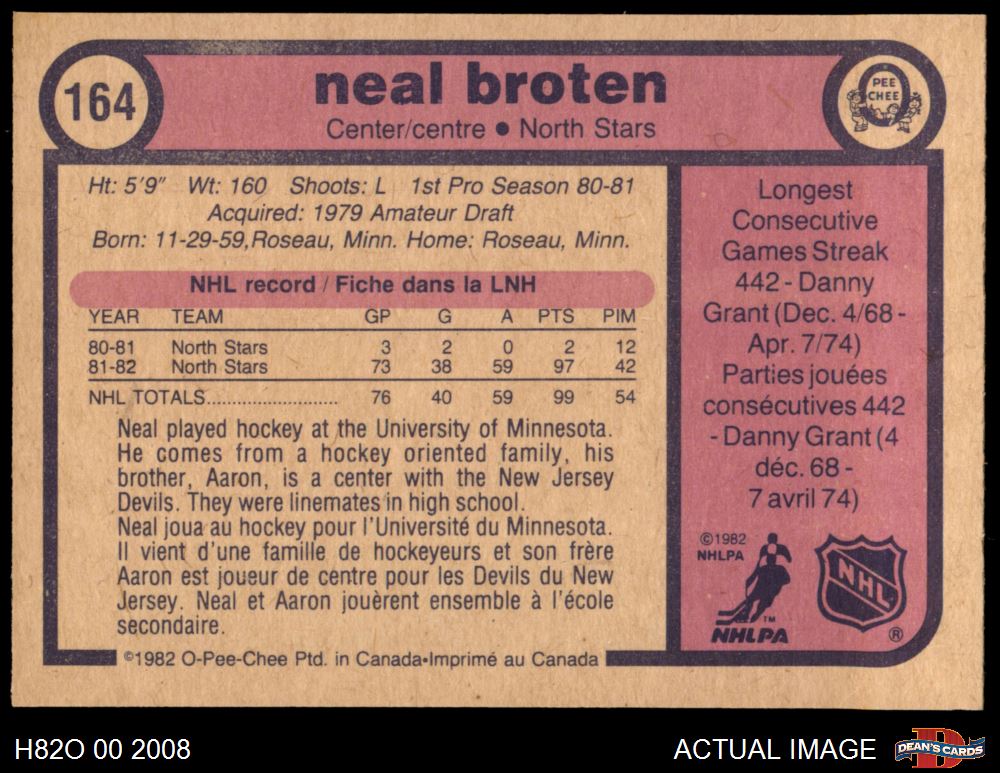 164
neal broten
Center/centre • North Stars
PEE
CHEE
Ht: 5'9" Wt: 160 Shoots: L 1st Pro Season 80-81
Acquired: 1979 Amateur Draft
Born: 11-29-59,Roseau, Minn. Home: Roseau, Minn.
NHL record / Fiche dans la LNH
YEAR TEAM GP G A PTS PIM
80-81 North Stars 3 2 0 2 12
81-82 North Stars 73 38 59 97 42
NHL TOTALS........................ 76 40 59 99 54
Neal played hockey at the University of Minnesota.
He comes from a hockey oriented family, his
brother, Aaron, is a center with the New Jersey
Devils. They were linemates in high school.
Neal joua au hockey pour l'Université du Minnesota.
Il vient d'une famille de hockeyeurs et son frère
Aaron est joueur de centre pour les Devils du New
Jersey. Neal et Aaron jouèrent ensemble à l'école
secondaire.
©1982 O-Pee-Chee Ptd. in Canada•Imprimé au Canada
Longest
Consecutive
Games Streak
442 - Danny
Grant (Dec. 4/68 -
Apr. 7/74)
Parties jouées
consécutives 442
- Danny Grant (4
déc. 68 -
7 avril 74)
©1982
NHLPA
TM
NHLPA
NHL
®
H82O 00 2008
ACTUAL IMAGE
D
DEAN'S CARDS